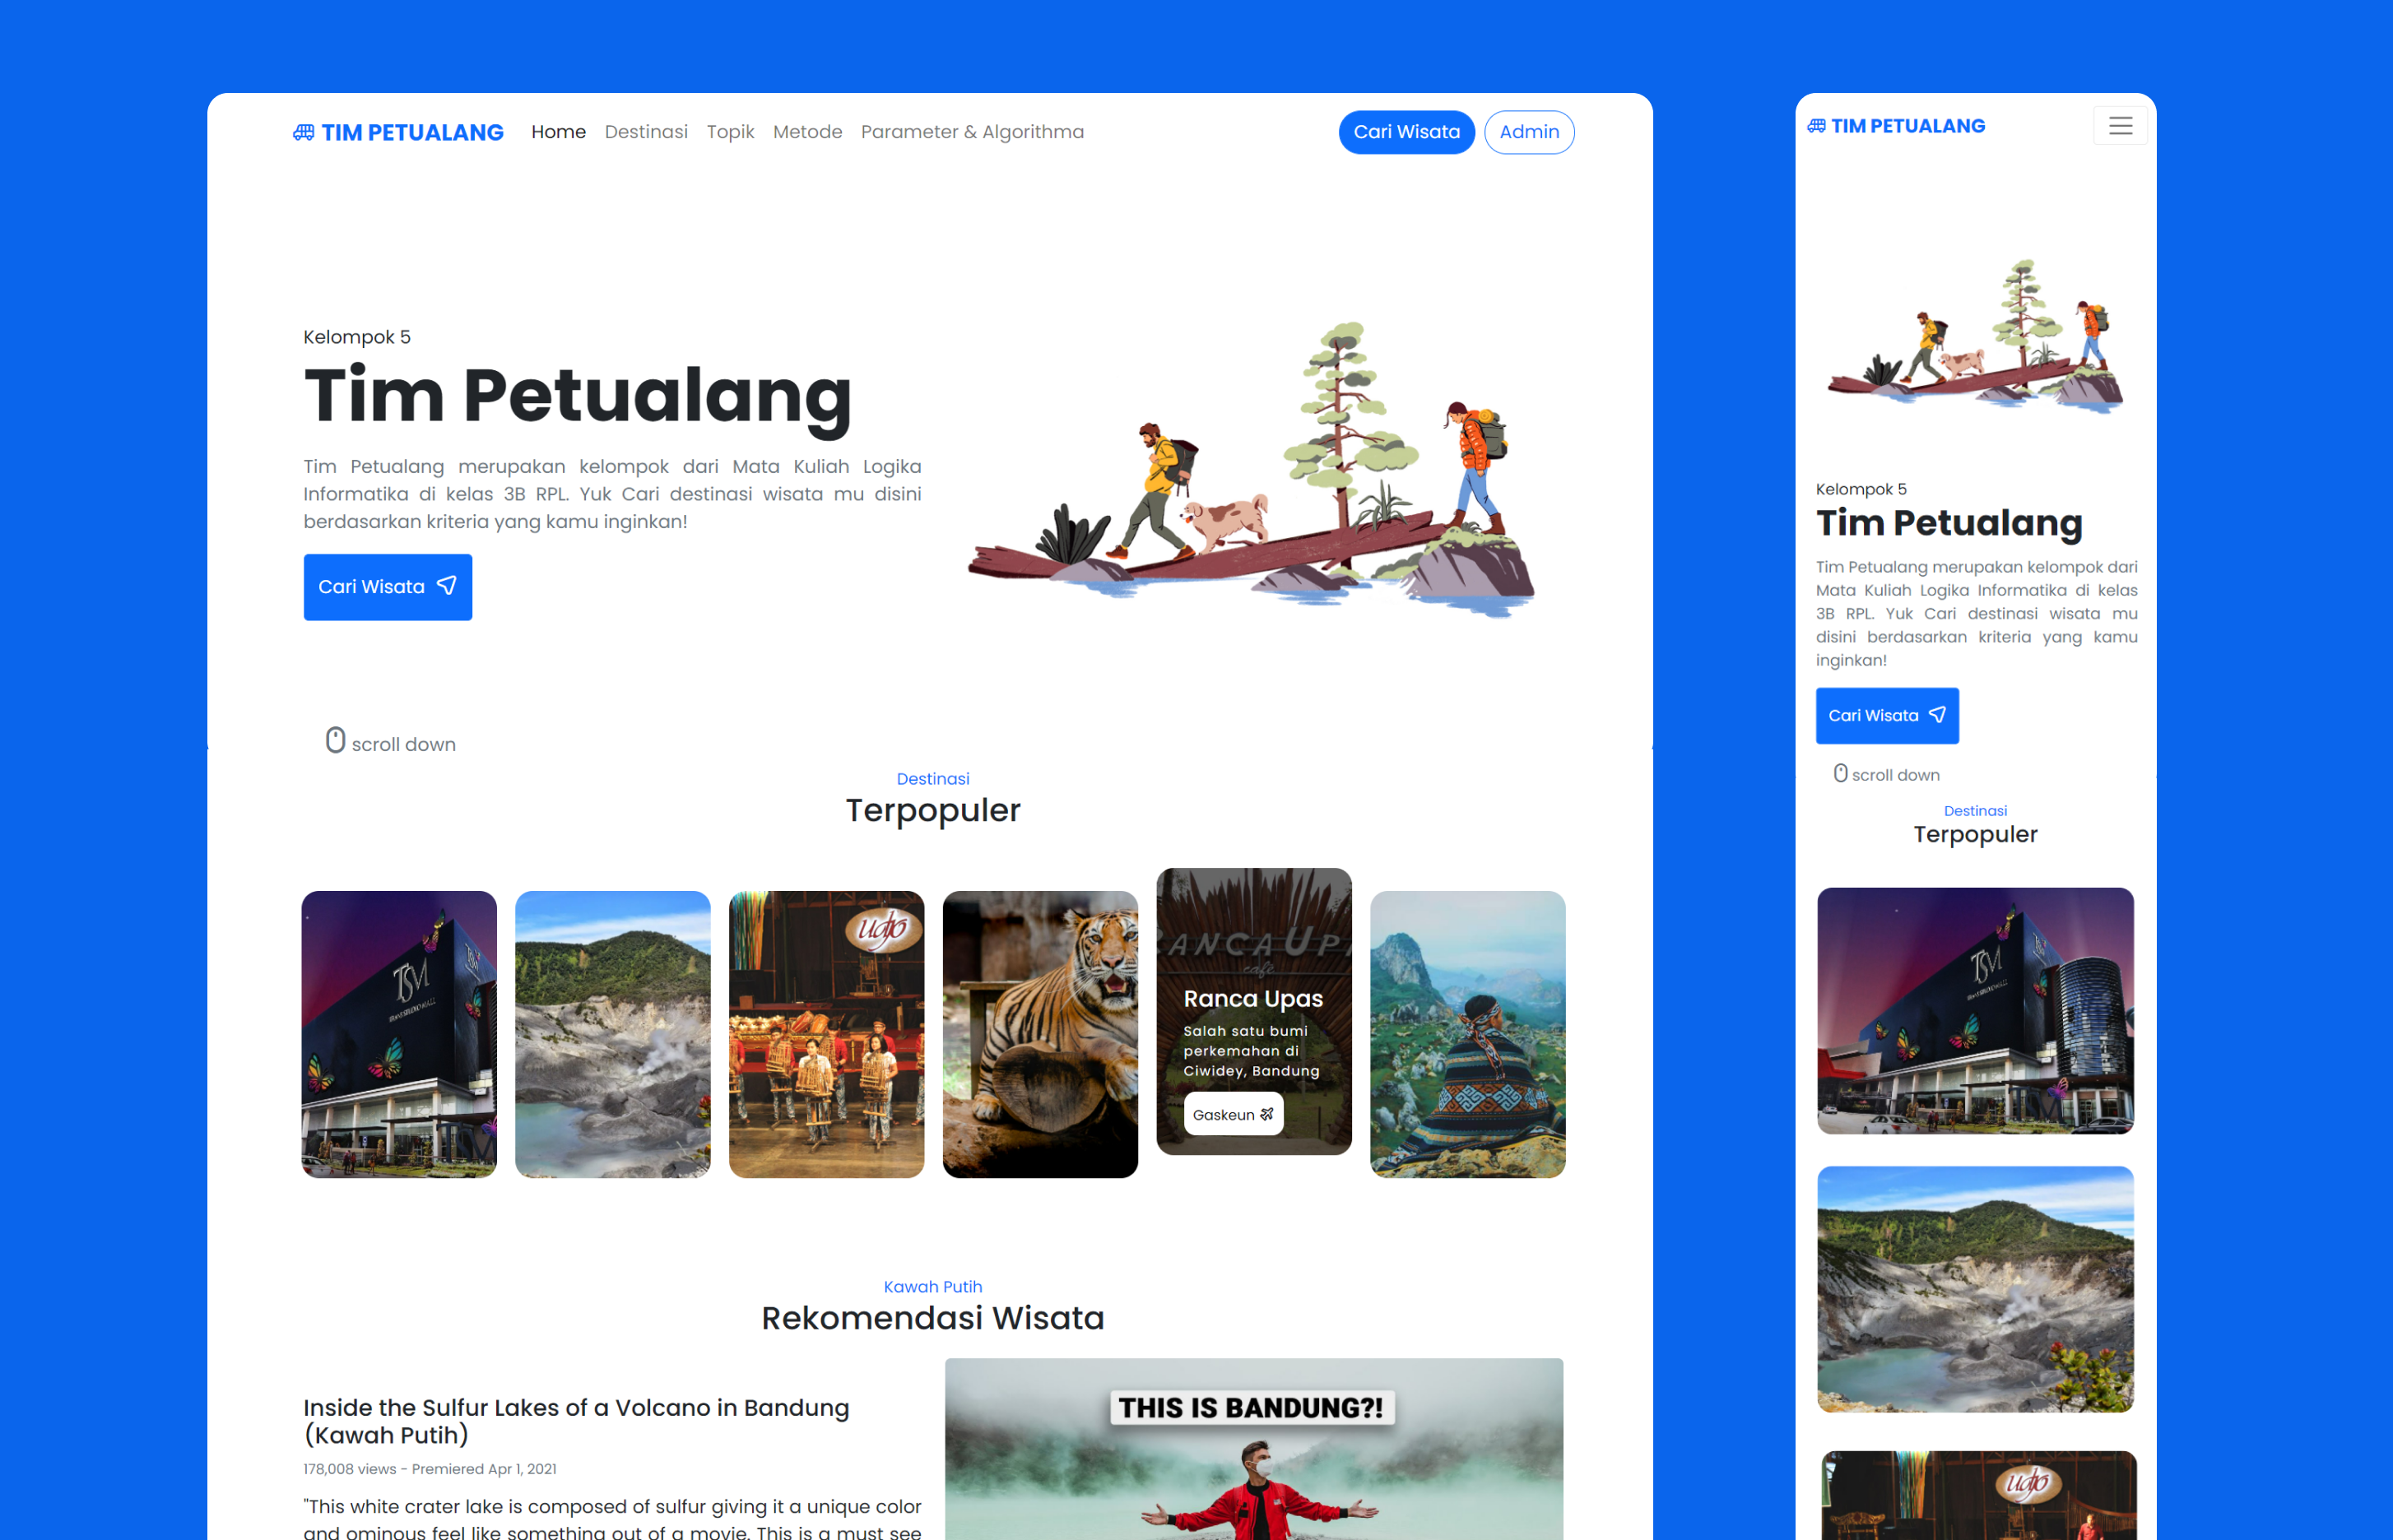 TIM PETUALANG Home Destinasi Topik Metode Parameter & Algorithma Cari Wisata Admin
Kelompok 5
Tim Petualang
Tim Petualang merupakan kelompok dari Mata Kuliah Logika
Informatika di kelas 3B RPL. Yuk Cari destinasi wisata mu disini
berdasarkan kriteria yang kamu inginkan!
Cari Wisata
scroll down
Destinasi
Terpopuler
TSM
udjo
RANCA UPA
cafe
Ranca Upas
Salah satu bumi
perkemahan di
Ciwidey, Bandung
Gaskeun
Kawah Putih
Rekomendasi Wisata
Inside the Sulfur Lakes of a Volcano in Bandung
(Kawah Putih)
178,008 views - Premiered Apr 1, 2021
"This white crater lake is composed of sulfur giving it a unique color
and ominous feel like something out of a movie. This is a must see
THIS IS BANDUNG?!
TIM PETUALANG
Kelompok 5
Tim Petualang
Tim Petualang merupakan kelompok dari
Mata Kuliah Logika Informatika di kelas
3B RPL. Yuk Cari destinasi wisata mu
disini berdasarkan kriteria yang kamu
inginkan!
Cari Wisata
scroll down
Destinasi
Terpopuler
TSM
udjo